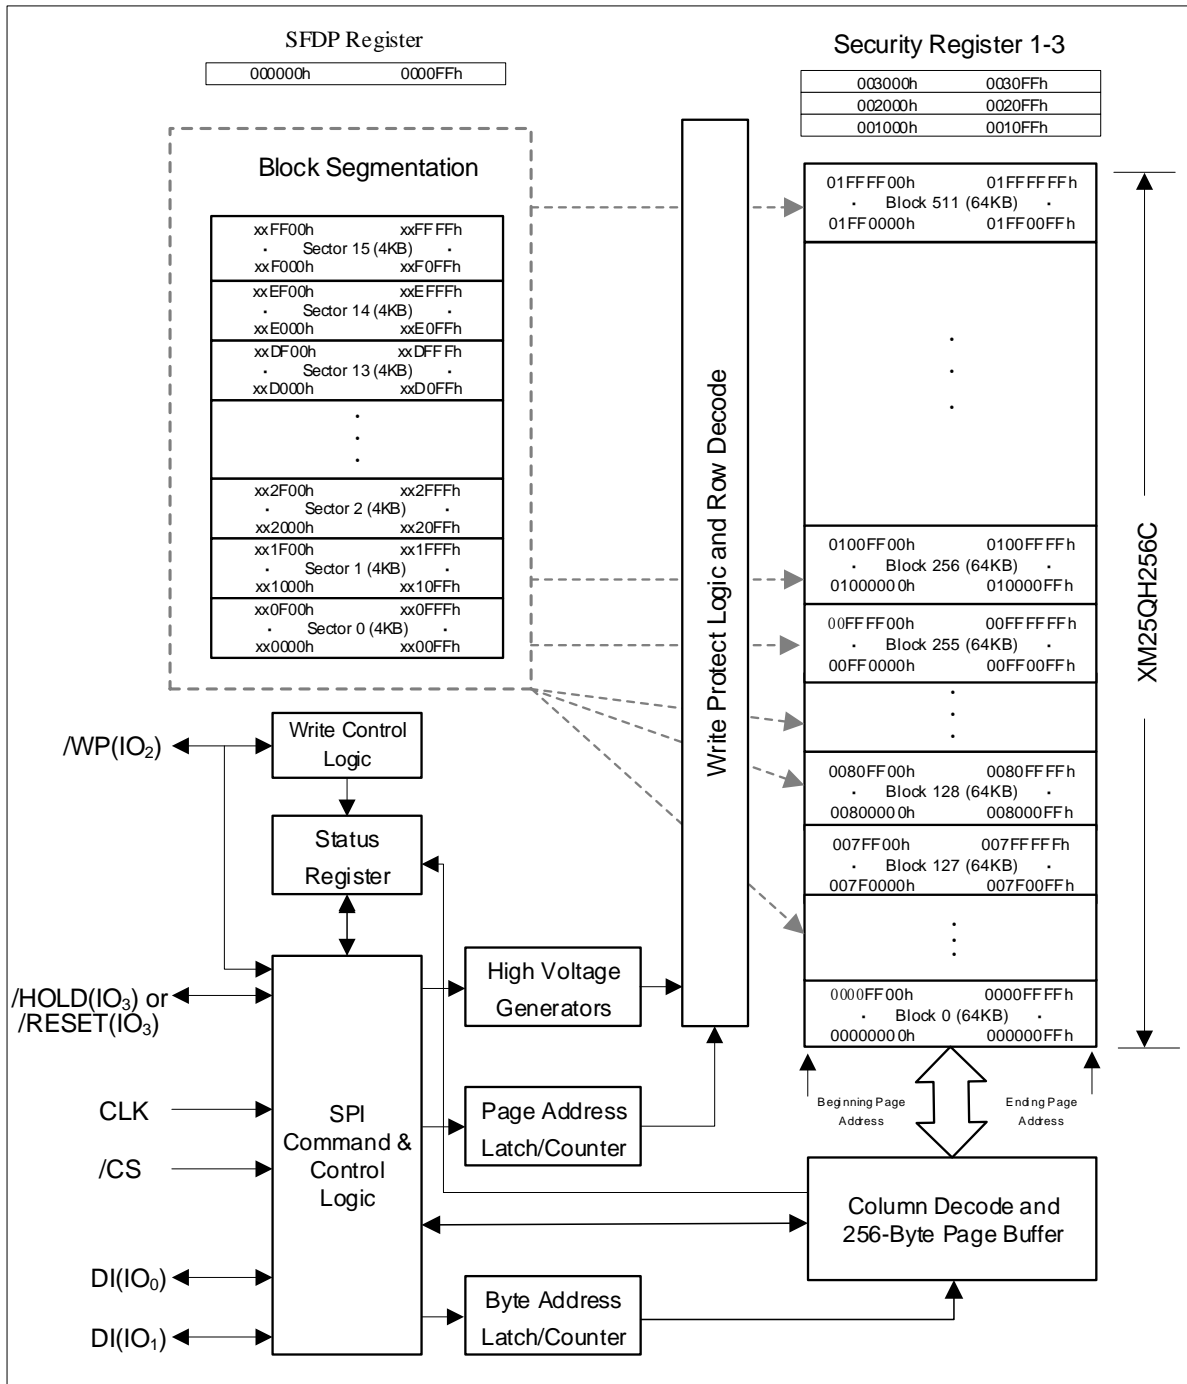 SFDP Register
000000h 0000FFh
Security Register 1-3
003000h 0030FFh
002000h 0020FFh
001000h 0010FFh
Block Segmentation
xxFF00h xxFFFFh
· Sector 15 (4KB) ·
xxF000h xxF0FFh
xxEF00h xxEFFFh
· Sector 14 (4KB) ·
xxE000h xxE0FFh
xxDF00h xxDFFFh
· Sector 13 (4KB) ·
xxD000h xxD0FFh
xx2F00h xx2FFFh
· Sector 2 (4KB) ·
xx2000h xx20FFh
xx1F00h xx1FFFh
· Sector 1 (4KB) ·
xx1000h xx10FFh
xx0F00h xx0FFFh
· Sector 0 (4KB) ·
xx0000h xx00FFh
Write Protect Logic and Row Decode
01FFFF00h 01FFFFFFh
· Block 511 (64KB) ·
01FF0000h 01FF00FFh
0100FF00h 0100FFFFh
· Block 256 (64KB) ·
01000000h 010000FFh
00FFFF00h 00FFFFFFh
· Block 255 (64KB) ·
00FF0000h 00FF00FFh
0080FF00h 0080FFFFh
· Block 128 (64KB) ·
00800000h 008000FFh
007FF00h 007FFFFFh
· Block 127 (64KB) ·
007F0000h 007F00FFh
0000FF00h 0000FFFFh
· Block 0 (64KB) ·
00000000h 000000FFh
XM25QH256C
Beginning Page
Address
Ending Page
Address
/WP(IO₂)
Write Control
Logic
Status
Register
/HOLD(IO₃) or
/RESET(IO₃)
CLK
/CS
DI(IO₀)
DI(IO₁)
SPI
Command &
Control
Logic
High Voltage
Generators
Page Address
Latch/Counter
Byte Address
Latch/Counter
Column Decode and
256-Byte Page Buffer